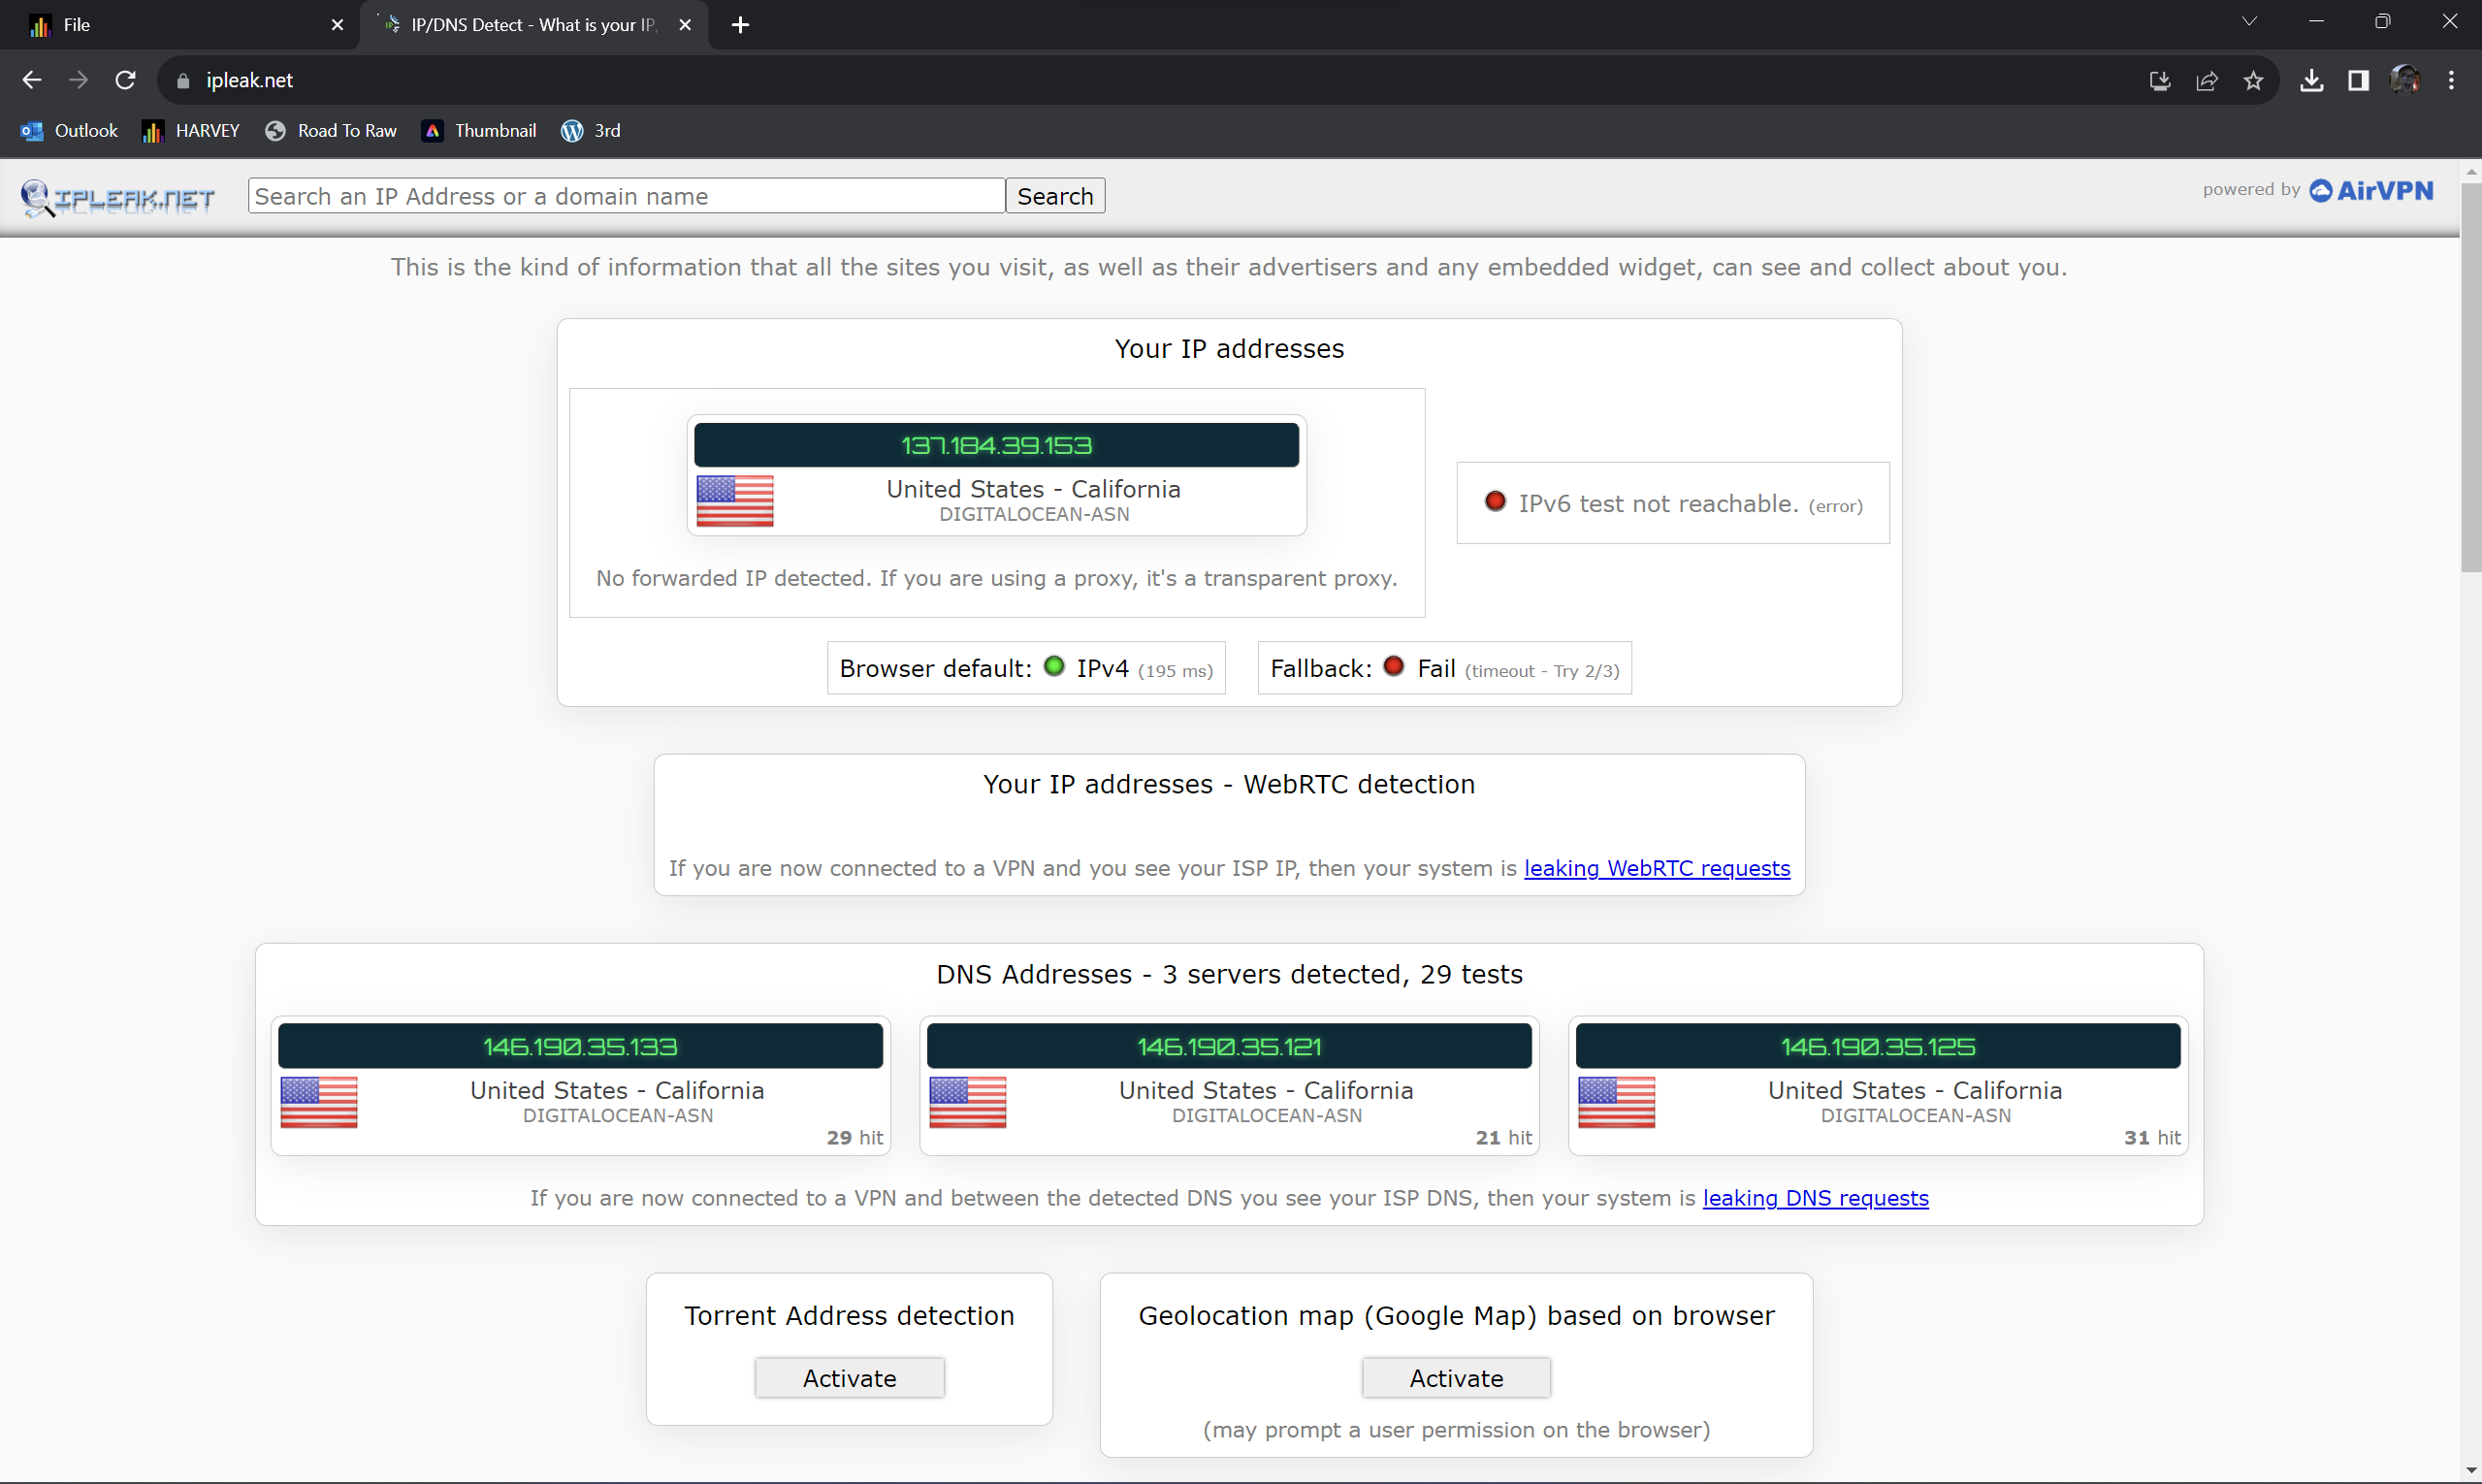 File
IP/DNS Detect - What is your IP,
ipleak.net
Outlook
HARVEY
Road To Raw
Thumbnail
3rd
IPLEAK.NET
Search an IP Address or a domain name
Search
powered by AirVPN
This is the kind of information that all the sites you visit, as well as their advertisers and any embedded widget, can see and collect about you.
Your IP addresses
137.184.39.153
United States - California
DIGITALOCEAN-ASN
No forwarded IP detected. If you are using a proxy, it's a transparent proxy.
IPv6 test not reachable. (error)
Browser default: IPv4 (195 ms)
Fallback: Fail (timeout - Try 2/3)
Your IP addresses - WebRTC detection
If you are now connected to a VPN and you see your ISP IP, then your system is leaking WebRTC requests
DNS Addresses - 3 servers detected, 29 tests
146.190.35.133
United States - California
DIGITALOCEAN-ASN
29 hit
146.190.35.121
United States - California
DIGITALOCEAN-ASN
21 hit
146.190.35.125
United States - California
DIGITALOCEAN-ASN
31 hit
If you are now connected to a VPN and between the detected DNS you see your ISP DNS, then your system is leaking DNS requests
Torrent Address detection
Activate
Geolocation map (Google Map) based on browser
Activate
(may prompt a user permission on the browser)